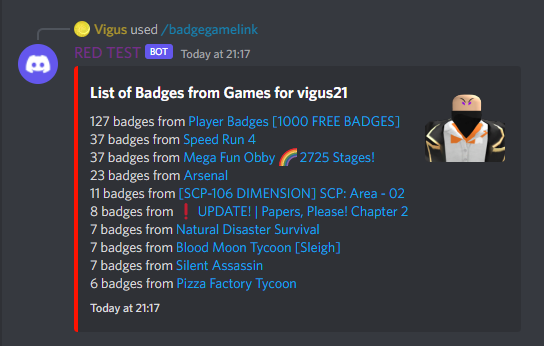 Vigus used /badgegamelink
RED TEST BOT Today at 21:17
List of Badges from Games for vigus21
127 badges from Player Badges [1000 FREE BADGES]
37 badges from Speed Run 4
37 badges from Mega Fun Obby 🌈 2725 Stages!
23 badges from Arsenal
11 badges from [SCP-106 DIMENSION] SCP: Area - 02
8 badges from ❗ UPDATE! | Papers, Please! Chapter 2
7 badges from Natural Disaster Survival
7 badges from Blood Moon Tycoon [Sleigh]
7 badges from Silent Assassin
6 badges from Pizza Factory Tycoon
Today at 21:17